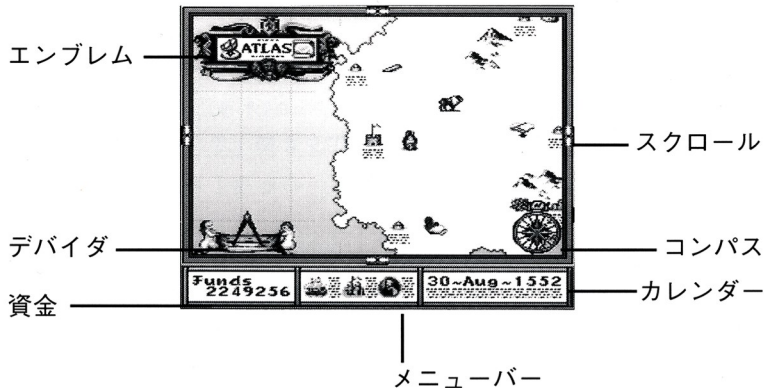 エンブレム
ATLAS
スクロール
デバイダ
コンパス
Funds
2249256
30~Aug~1552
カレンダー
資金
メニューバー